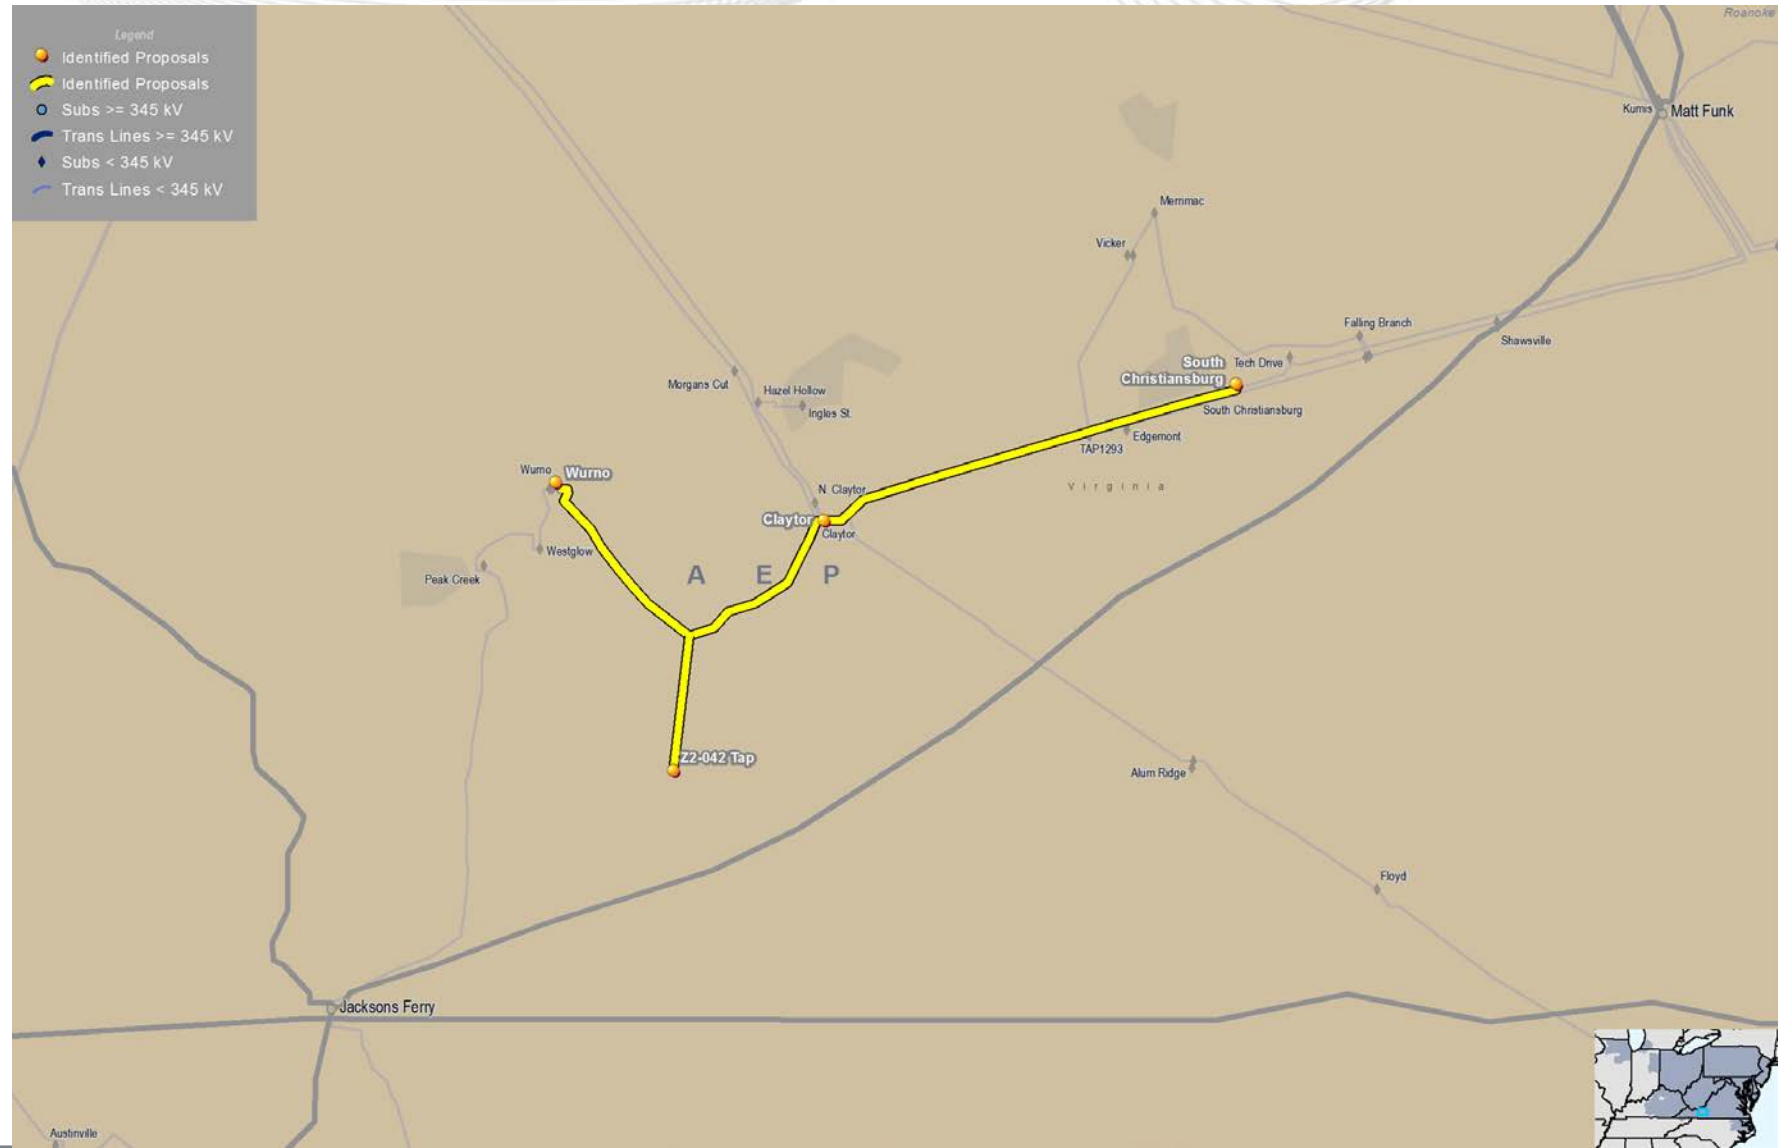 Legend
Identified Proposals
Identified Proposals
Subs >= 345 kV
Trans Lines >= 345 kV
Subs < 345 kV
Trans Lines < 345 kV
Roanoke
Kumis
Matt Funk
Merrimac
Vicker
Falling Branch
Shawsville
South
Christiansburg
Tech Drive
South Christiansburg
Morgans Cut
Hazel Hollow
Ingles St.
Edgemont
TAP1293
Virginia
Wurno
Wurno
N. Claytor
Claytor
Claytor
Westglow
Peak Creek
A E P
Z2-042 Tap
Alum Ridge
Floyd
Jacksons Ferry
Austinville